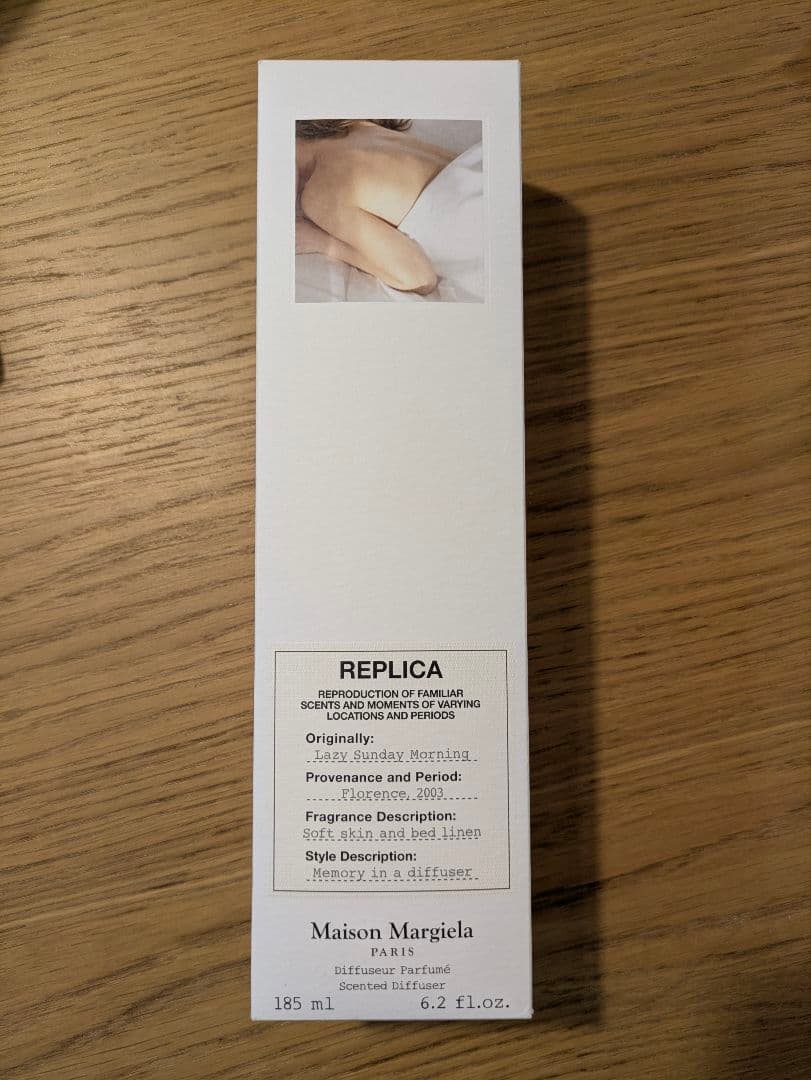 REPLICA
REPRODUCTION OF FAMILIAR
SCENTS AND MOMENTS OF VARYING
LOCATIONS AND PERIODS
Originally:
Lazy Sunday Morning
Provenance and Period:
Florence, 2003
Fragrance Description:
Soft skin and bed linen
Style Description:
Memory in a diffuser
Maison Margiela
PARIS
Diffuseur Parfumé
Scented Diffuser
185 ml 6.2 fl.oz.